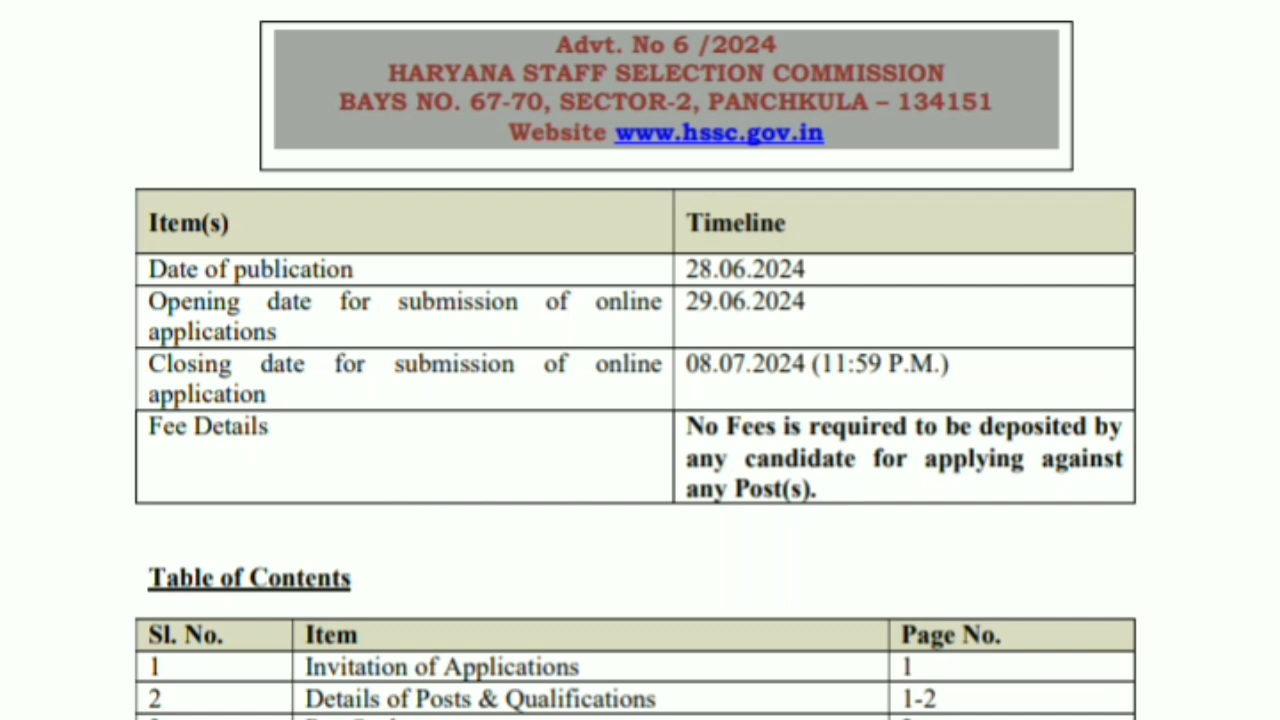 Advt. No 6 /2024
HARYANA STAFF SELECTION COMMISSION
BAYS NO. 67-70, SECTOR-2, PANCHKULA – 134151
Website www.hssc.gov.in
Item(s) Timeline
Date of publication 28.06.2024
Opening date for submission of online 29.06.2024
applications
Closing date for submission of online 08.07.2024 (11:59 P.M.)
application
Fee Details No Fees is required to be deposited by
any candidate for applying against
any Post(s).
Table of Contents
Sl. No. Item Page No.
1 Invitation of Applications 1
2 Details of Posts & Qualifications 1-2